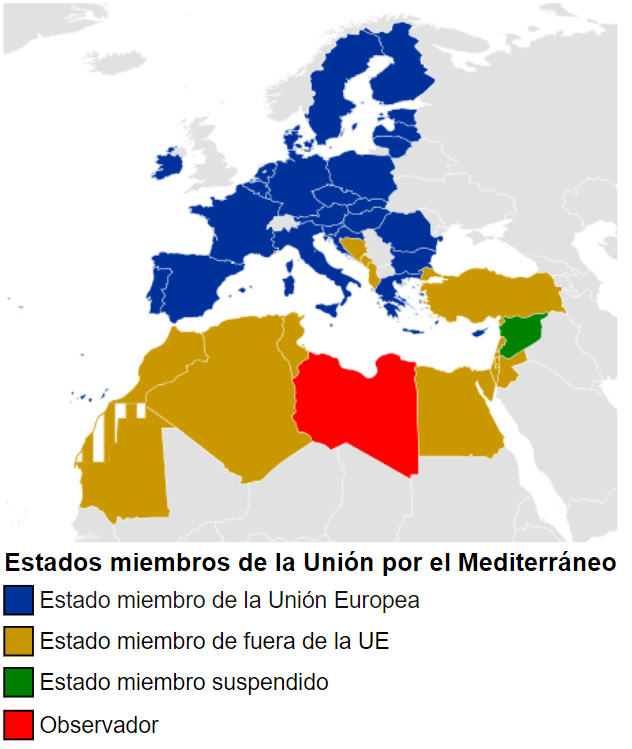 Estados miembros de la Unión por el Mediterráneo
Estado miembro de la Unión Europea
Estado miembro de fuera de la UE
Estado miembro suspendido
Observador